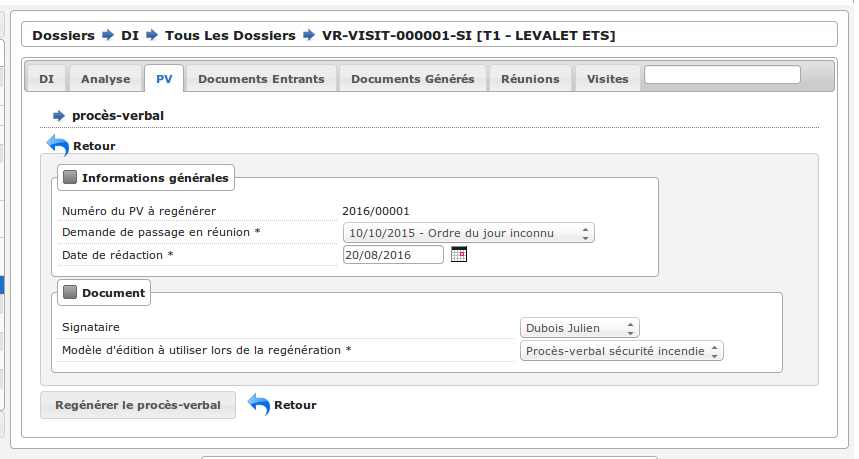 Dossiers DI Tous Les Dossiers VR-VISIT-000001-SI [T1 - LEVALET ETS]
DI Analyse PV Documents Entrants Documents Générés Réunions Visites
procès-verbal
Retour
Informations générales
Numéro du PV à regénérer 2016/00001
Demande de passage en réunion * 10/10/2015 - Ordre du jour inconnu
Date de rédaction * 20/08/2016
Document
Signataire Dubois Julien
Modèle d'édition à utiliser lors de la regénération * Procès-verbal sécurité incendie
Regénérer le procès-verbal Retour